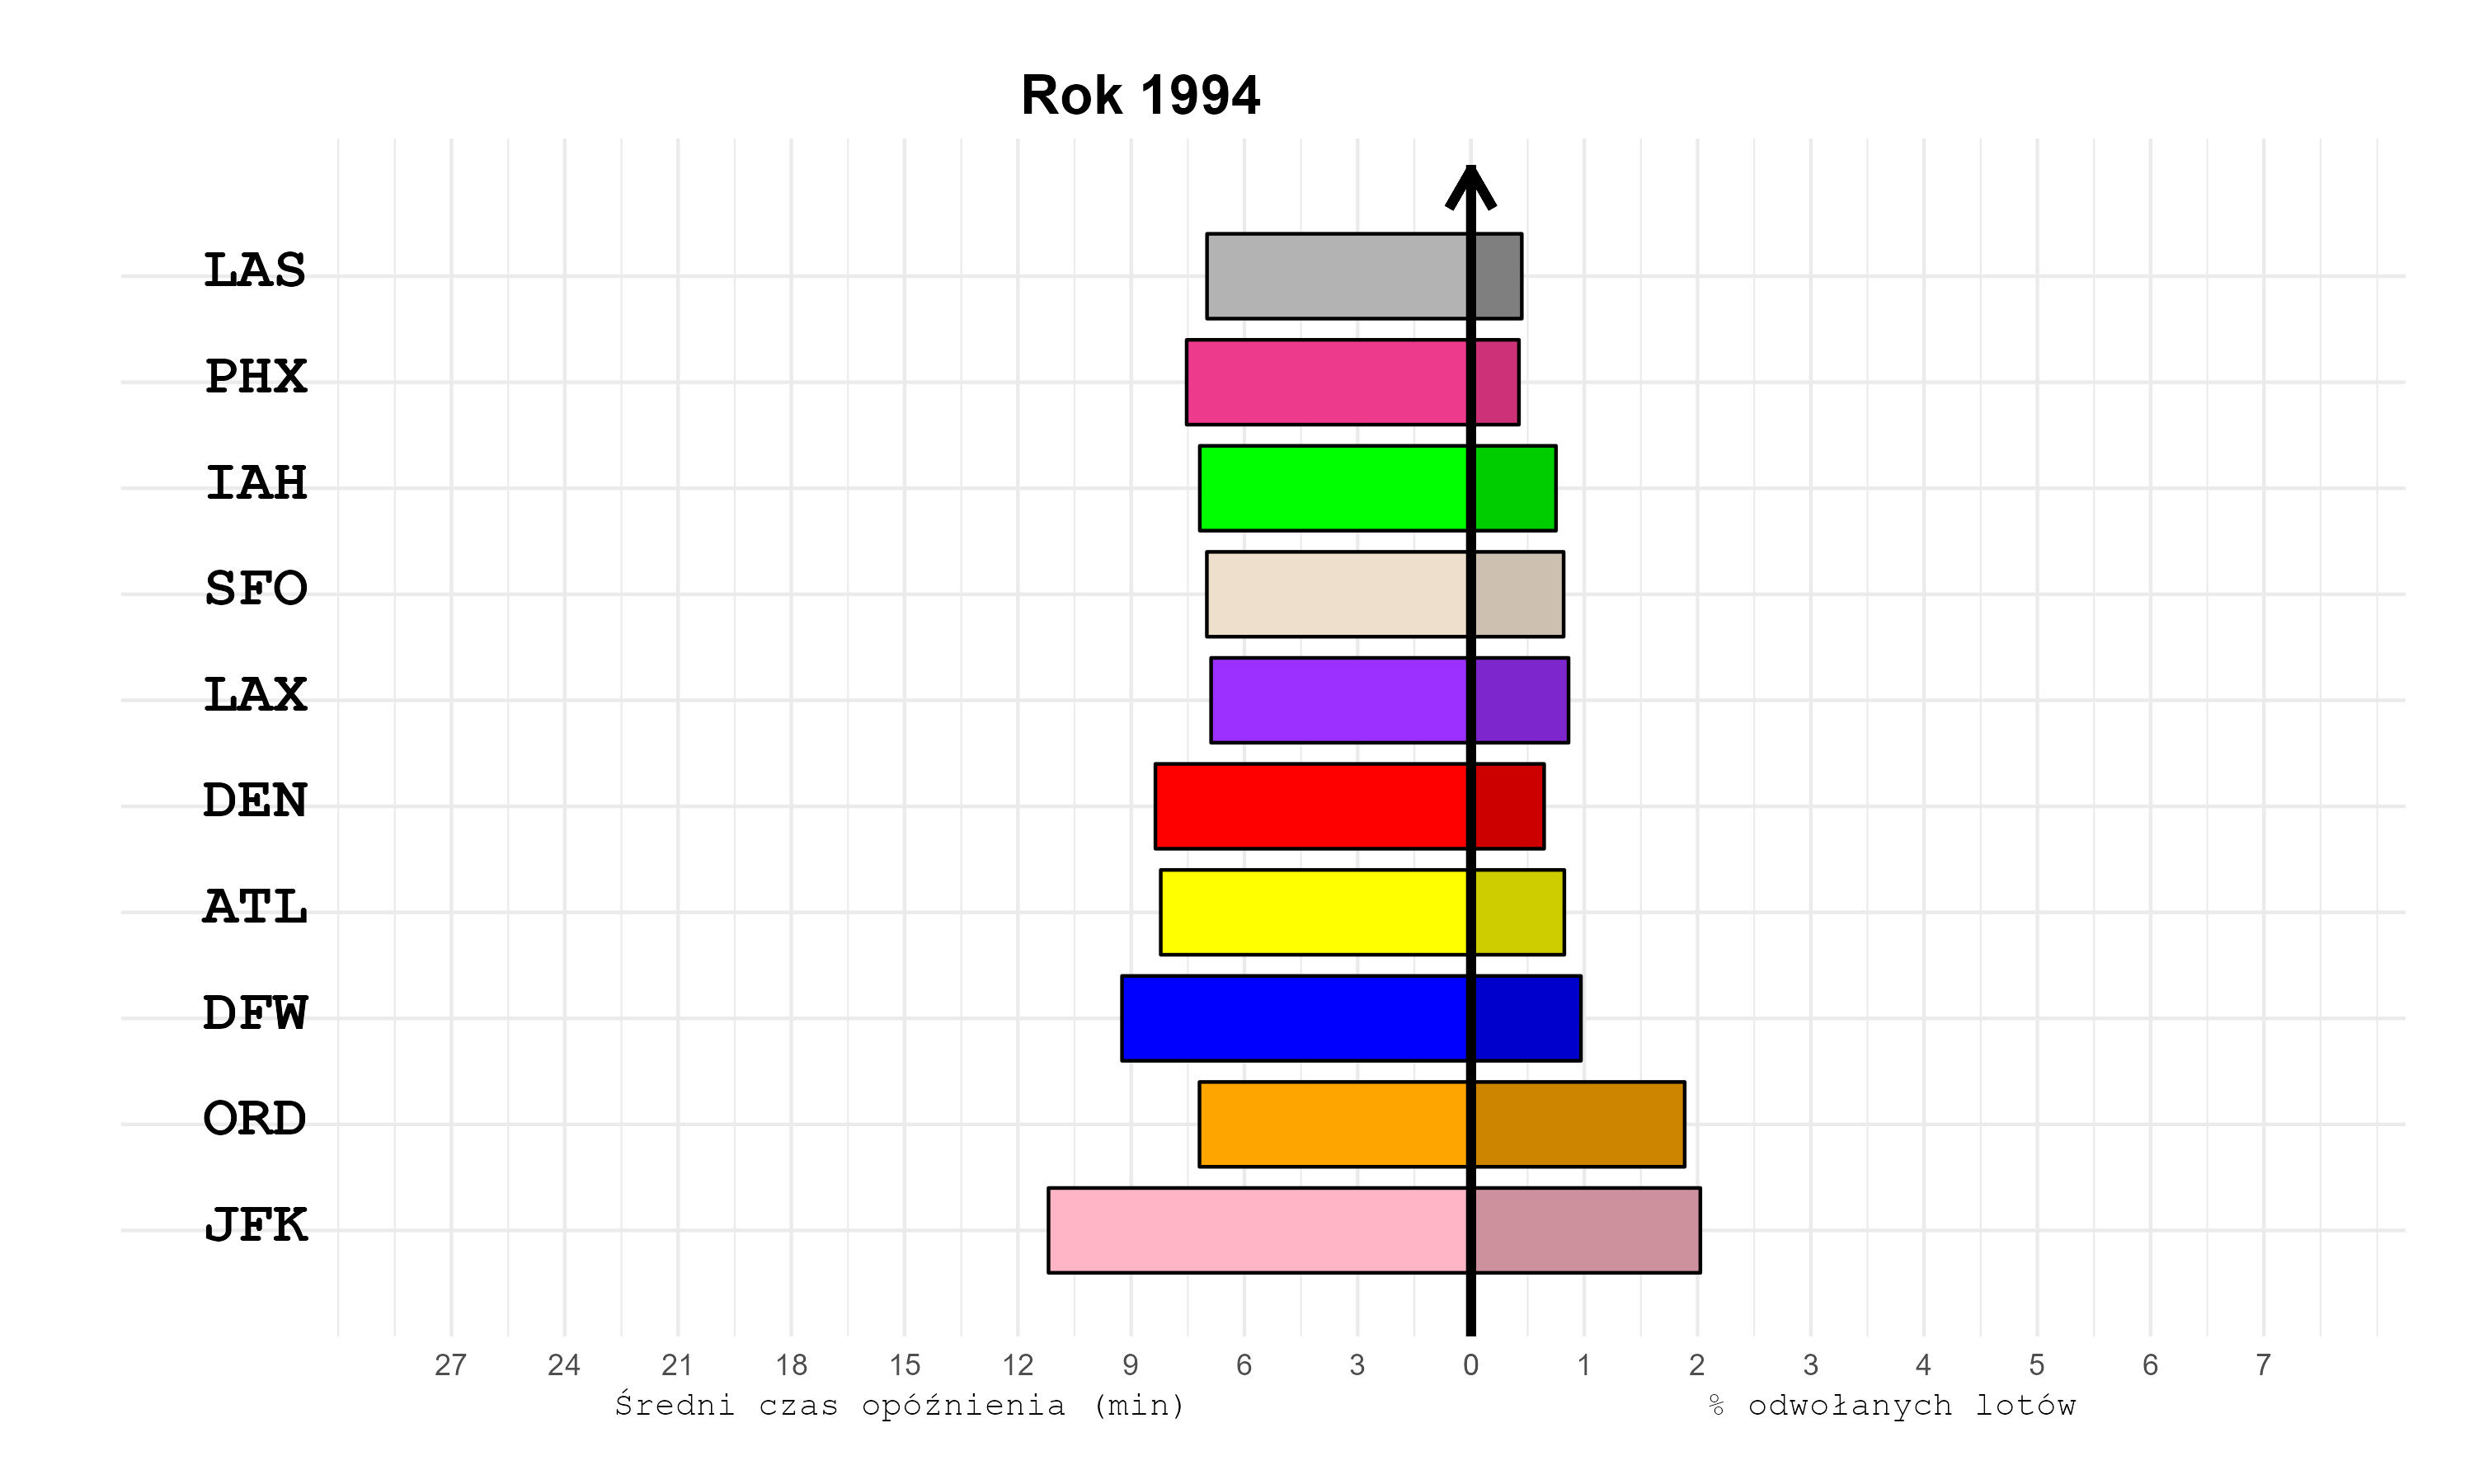 Rok 1994
LAS
PHX
IAH
SFO
LAX
DEN
ATL
DFW
ORD
JFK
27 24 21 18 15 12 9 6 3 0 1 2 3 4 5 6 7
Średni czas opóźnienia (min) % odwołanych lotów